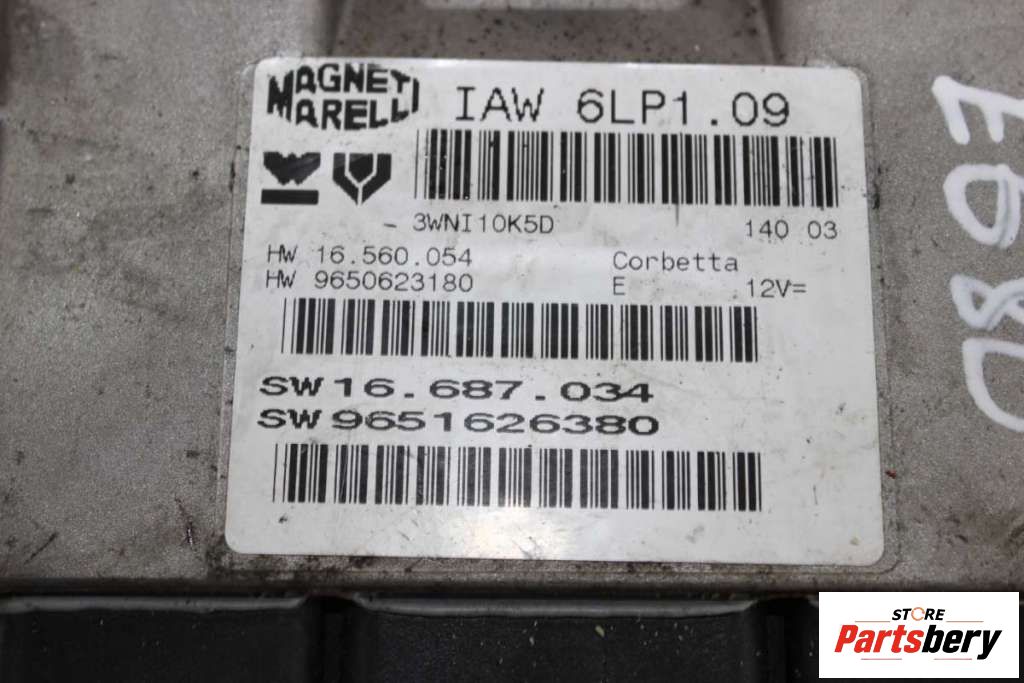 MAGNETI
MARELLI
IAW 6LP1.09
- 3WNI10K5D 140 03
HW 16.560.054 Corbetta
HW 9650623180 E 12V=
SW 16.687.034
SW 9651626380
STORE
Partsbery